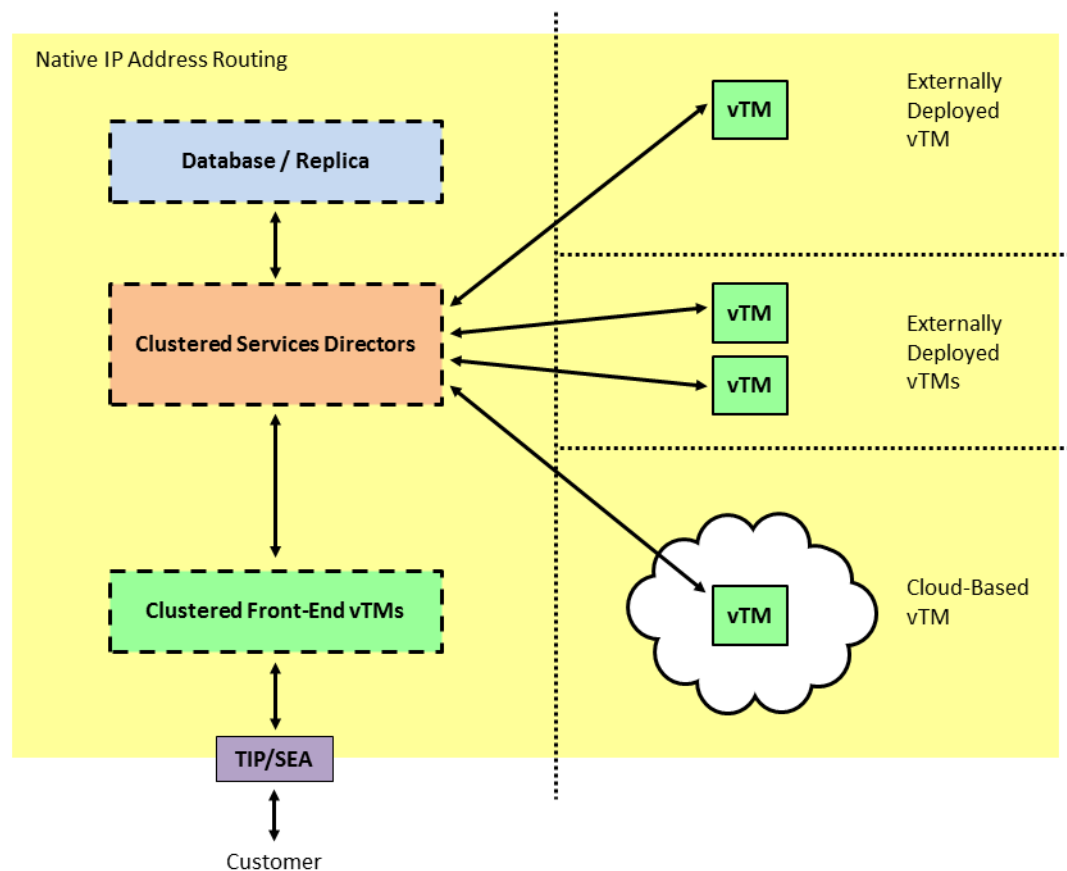 Native IP Address Routing
Database / Replica
Clustered Services Directors
Clustered Front-End vTMs
TIP/SEA
Customer
vTM
Externally
Deployed
vTM
vTM
vTM
Externally
Deployed
vTMs
vTM
Cloud-Based
vTM